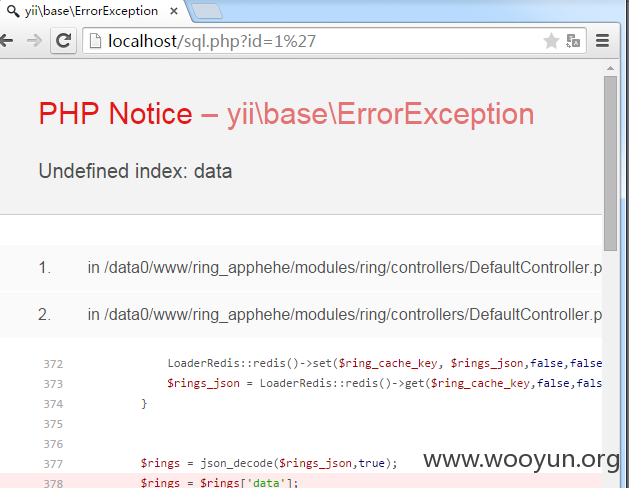 yii\base\ErrorException
localhost/sql.php?id=1%27
PHP Notice – yii\base\ErrorException
Undefined index: data
1. in /data0/www/ring_apphehe/modules/ring/controllers/DefaultController.p
2. in /data0/www/ring_apphehe/modules/ring/controllers/DefaultController.p
372 LoaderRedis::redis()->set($ring_cache_key, $rings_json,false,false
373 $rings_json = LoaderRedis::redis()->get($ring_cache_key,false,fals
374 }
375
376
377 $rings = json_decode($rings_json,true);
www.wooyun.org
378 $rings = $rings['data'];